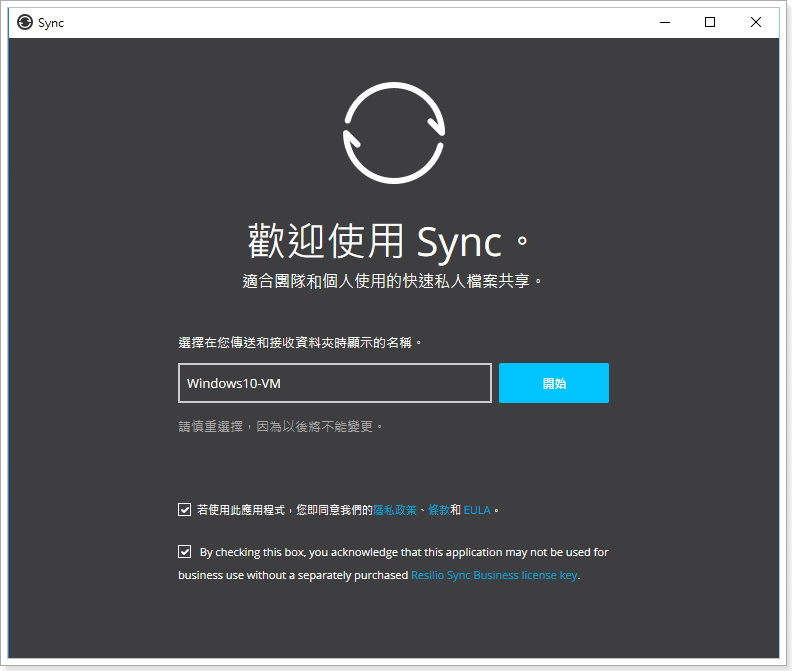 Sync
歡迎使用 Sync。
適合團隊和個人使用的快速私人檔案共享。
選擇在您傳送和接收資料夾時顯示的名稱。
Windows10-VM
開始
請慎重選擇，因為以後將不能變更。
若使用此應用程式，您即同意我們的隱私政策、條款和 EULA。
By checking this box, you acknowledge that this application may not be used for
business use without a separately purchased Resilio Sync Business license key.